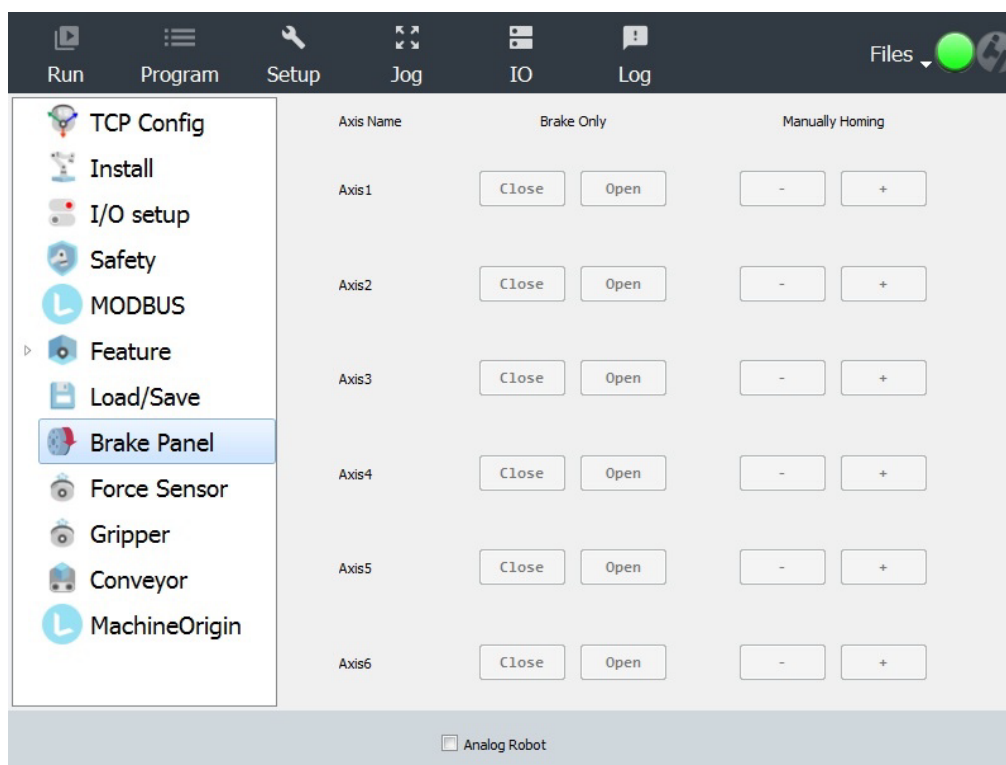 Run Program Setup Jog IO Log Files
TCP Config
Install
I/O setup
Safety
MODBUS
Feature
Load/Save
Brake Panel
Force Sensor
Gripper
Conveyor
MachineOrigin
Axis Name Brake Only Manually Homing
Axis1 Close Open - +
Axis2 Close Open - +
Axis3 Close Open - +
Axis4 Close Open - +
Axis5 Close Open - +
Axis6 Close Open - +
Analog Robot